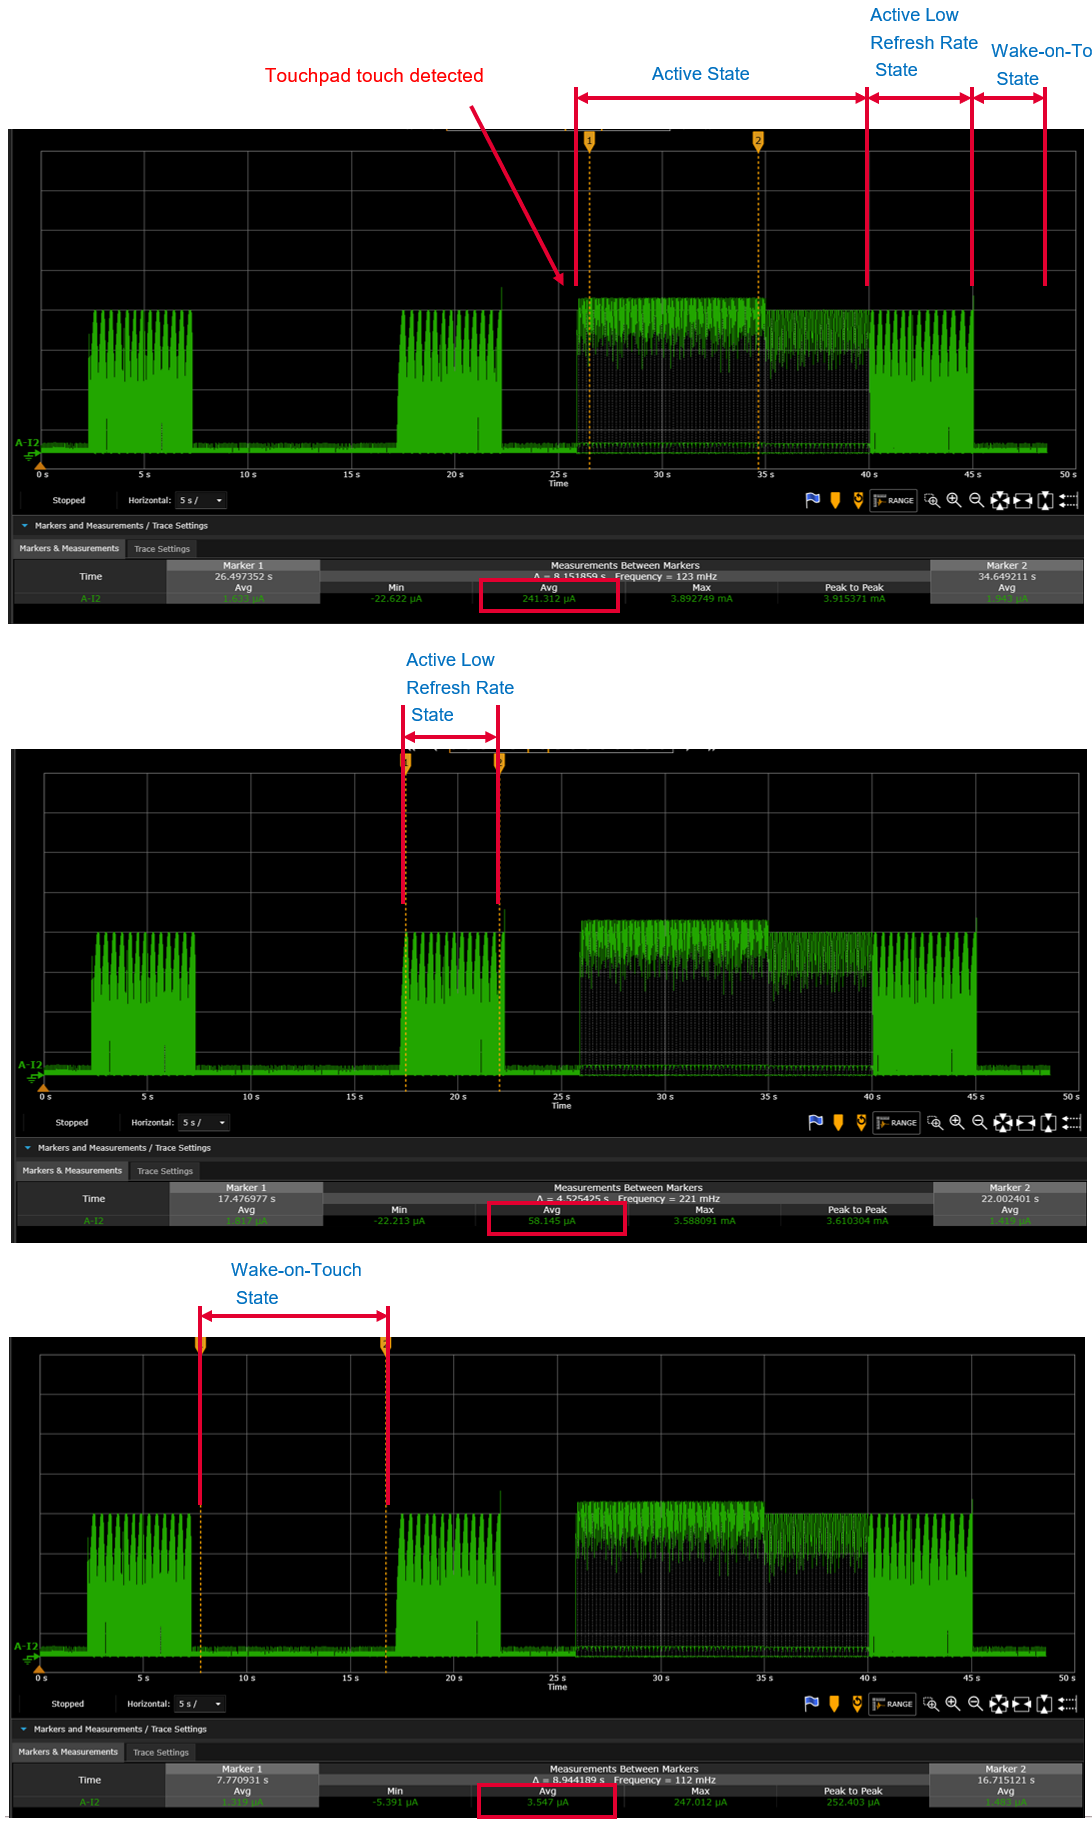 Active Low
Refresh Rate
State
Wake-on-To
State
Active State
Touchpad touch detected
1
2
A-I2
0 s 5 s 10 s 15 s 20 s 25 s 30 s 35 s 40 s 45 s 50 s
Time
Stopped Horizontal: 5 s / RANGE
Markers and Measurements / Trace Settings
Markers & Measurements Trace Settings
Marker 1 Measurements Between Markers Marker 2
Time 26.497352 s Δ = 8.151859 s Frequency = 123 mHz 34.649211 s
Avg Min Avg Max Peak to Peak Avg
A-I2 1.633 µA -22.622 µA 241.312 µA 3.892749 mA 3.915371 mA 1.943 µA
Active Low
Refresh Rate
State
A-I2
0 s 5 s 10 s 15 s 20 s 25 s 30 s 35 s 40 s 45 s 50 s
Time
Stopped Horizontal: 5 s / RANGE
Markers and Measurements / Trace Settings
Markers & Measurements Trace Settings
Marker 1 Measurements Between Markers Marker 2
Time 17.476977 s Δ = 4.525425 s Frequency = 221 mHz 22.002401 s
Avg Min Avg Max Peak to Peak Avg
A-I2 1.817 µA -22.213 µA 58.145 µA 3.588091 mA 3.610304 mA 1.419 µA
Wake-on-Touch
State
A-I2
0 s 5 s 10 s 15 s 20 s 25 s 30 s 35 s 40 s 45 s 50 s
Time
Stopped Horizontal: 5 s / RANGE
Markers and Measurements / Trace Settings
Markers & Measurements Trace Settings
Marker 1 Measurements Between Markers Marker 2
Time 7.770931 s Δ = 8.944189 s Frequency = 112 mHz 16.715121 s
Avg Min Avg Max Peak to Peak Avg
A-I2 1.319 µA -5.391 µA 3.547 µA 247.012 µA 252.403 µA 1.482 µA